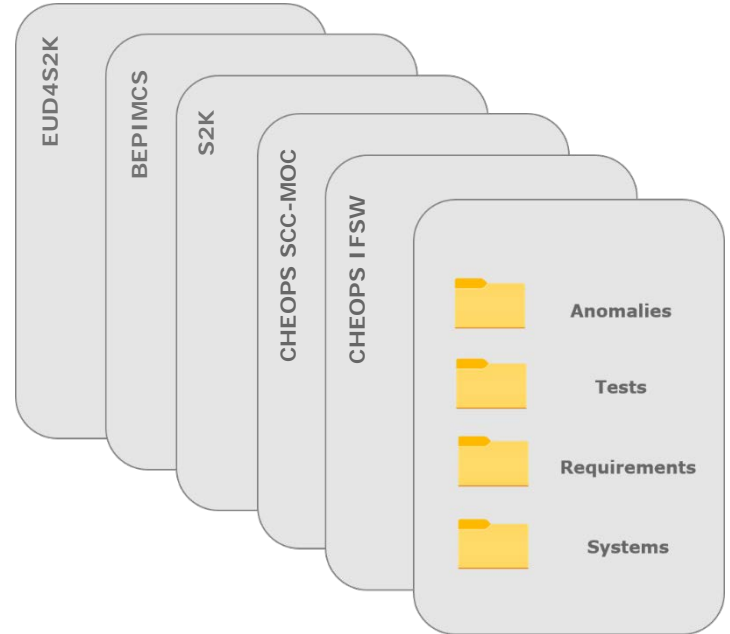 EUD4S2K
BEPIMCS
S2K
CHEOPS SCC-MOC
CHEOPS IFSW
Anomalies
Tests
Requirements
Systems